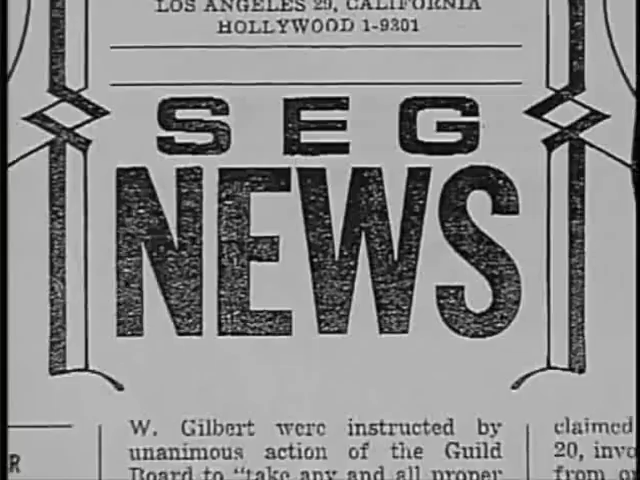 LOS ANGELES 29, CALIFORNIA
HOLLYWOOD 1-9301
SEG
NEWS
W. Gilbert were instructed by
unanimous action of the Guild
Board to "take any and all proper
claimed
20,
from
R